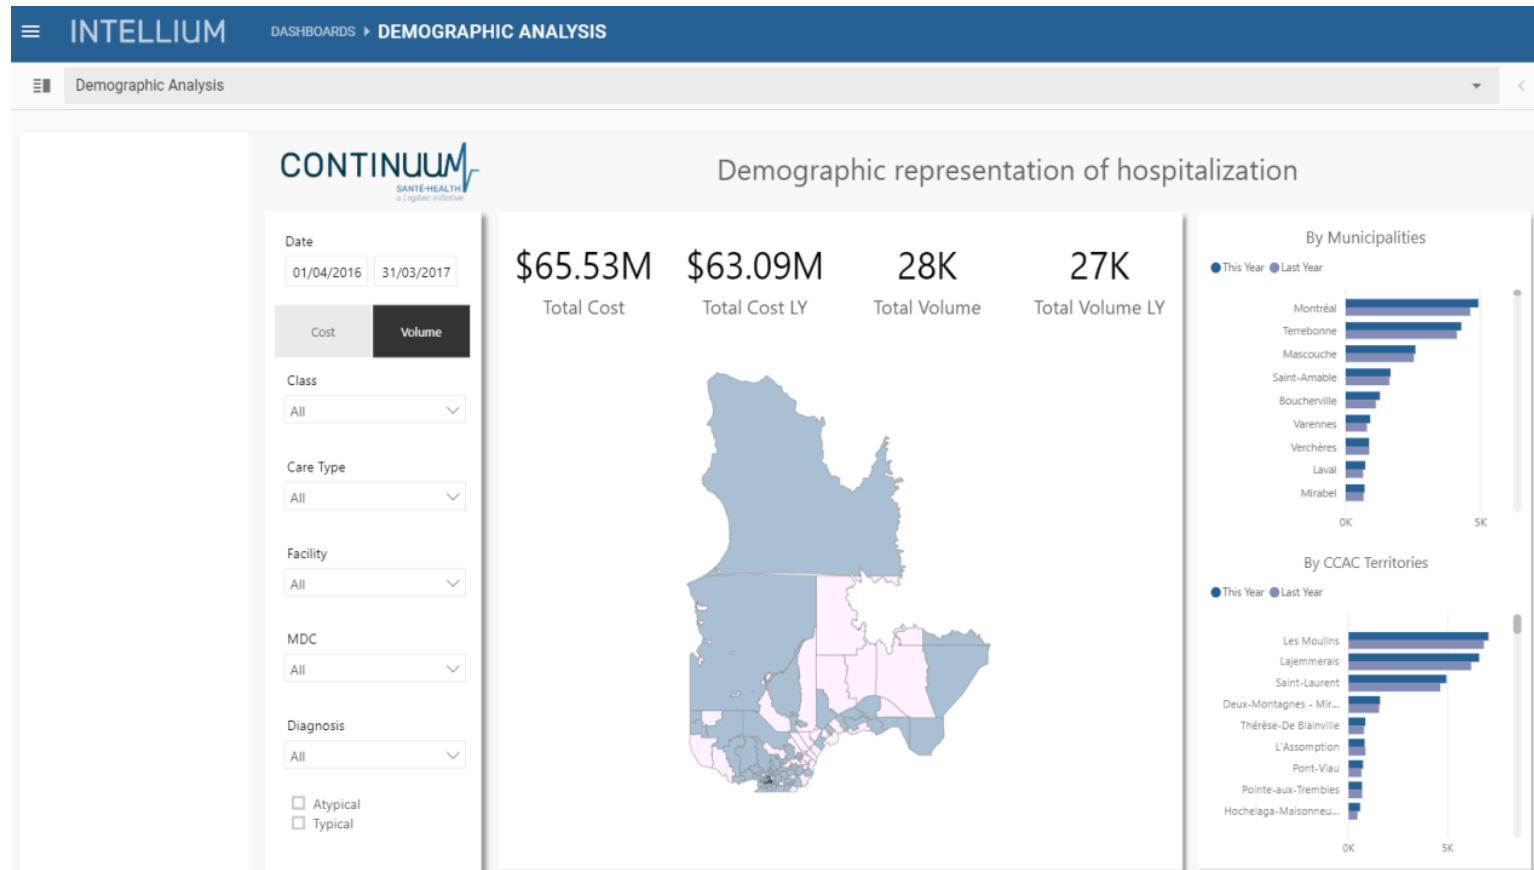 INTELLIUM
DASHBOARDS DEMOGRAPHIC ANALYSIS
Demographic Analysis
CONTINUUM
SANTÉ-HEALTH
a Logibec initiative
Demographic representation of hospitalization
Date
01/04/2016 31/03/2017
Cost Volume
Class
All
Care Type
All
Facility
All
MDC
All
Diagnosis
All
Atypical
Typical
$65.53M $63.09M 28K 27K
Total Cost Total Cost LY Total Volume Total Volume LY
By Municipalities
This Year Last Year
Montréal
Terrebonne
Mascouche
Saint-Amable
Boucherville
Varennes
Verchères
Laval
Mirabel
0K 5K
By CCAC Territories
This Year Last Year
Les Moulins
Lajemmerais
Saint-Laurent
Deux-Montagnes - Mir...
Thérèse-De Blainville
L'Assomption
Pont-Viau
Pointe-aux-Trembles
Hochelaga-Maisonneu...
0K 5K